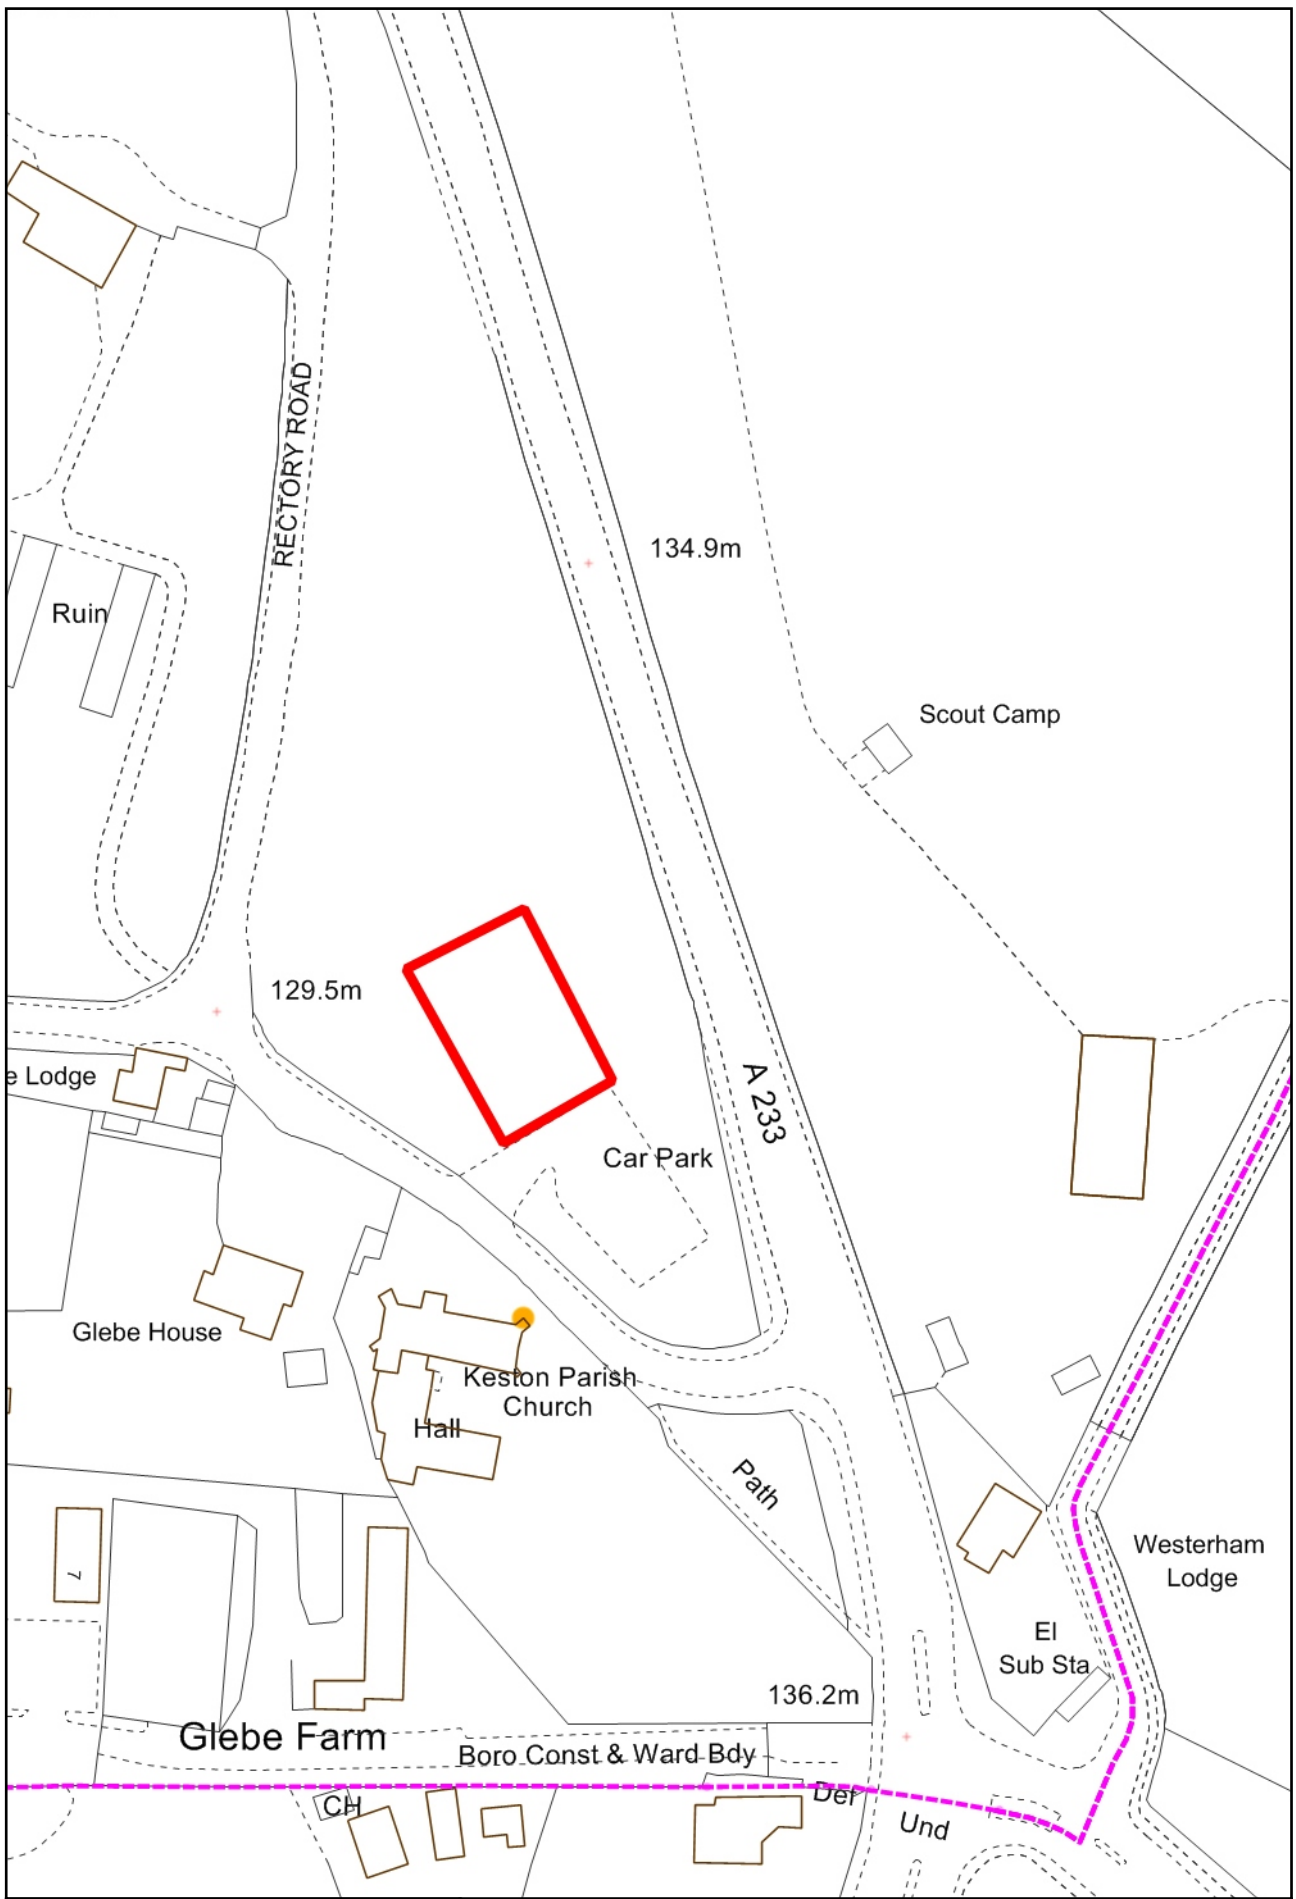 RECTORY ROAD
134.9m
Ruin
Scout Camp
129.5m
e Lodge
A 233
Car Park
Glebe House
Keston Parish
Church
Hall
Path
7
Westerham
Lodge
El
Sub Sta
136.2m
Glebe Farm
Boro Const & Ward Bdy
CH
Def
Und